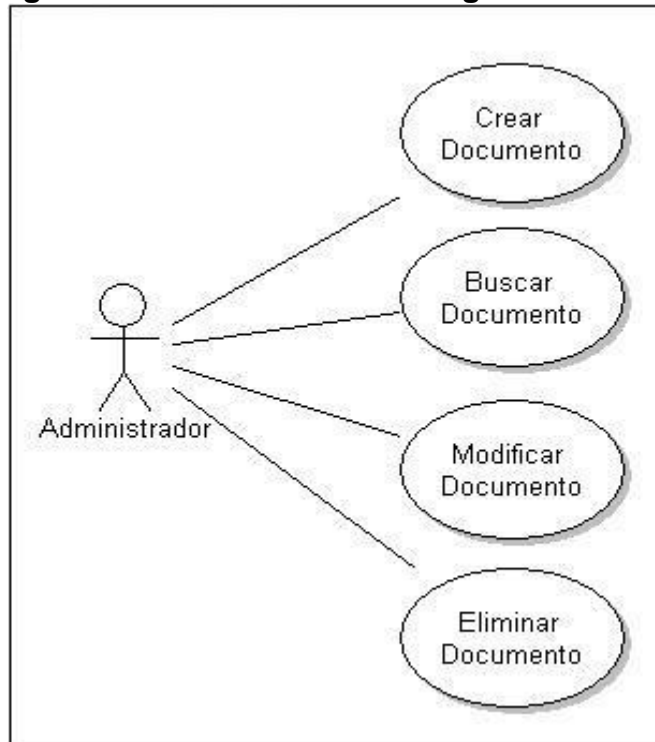 Crear
Documento
Buscar
Documento
Administrador
Modificar
Documento
Eliminar
Documento